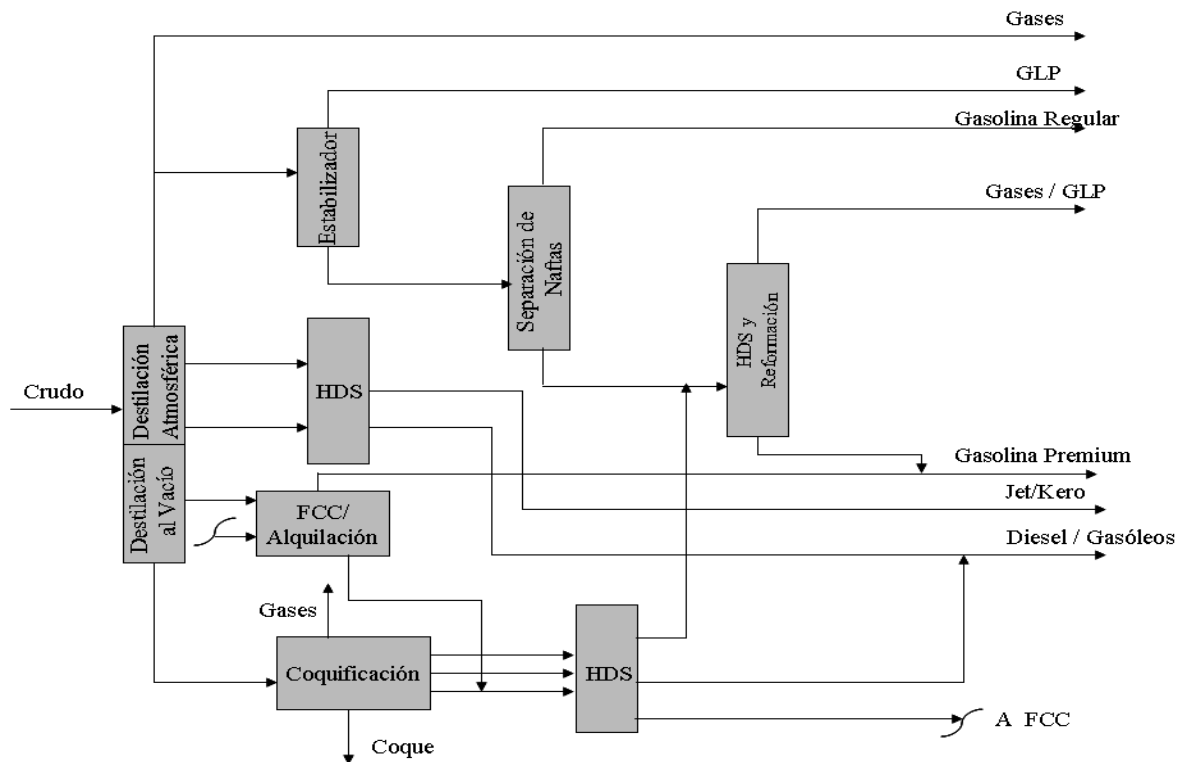 Gases
GLP
Gasolina Regular
Estabilizador
Gases / GLP
Separación de
Naftas
HDS y
Reformación
Crudo
Destilación
Atmosférica
HDS
Gasolina Premium
Jet/Kero
Destilación
al Vacío
FCC/
Alquilación
Diesel / Gasóleos
Gases
Coquificación
HDS
A FCC
Coque